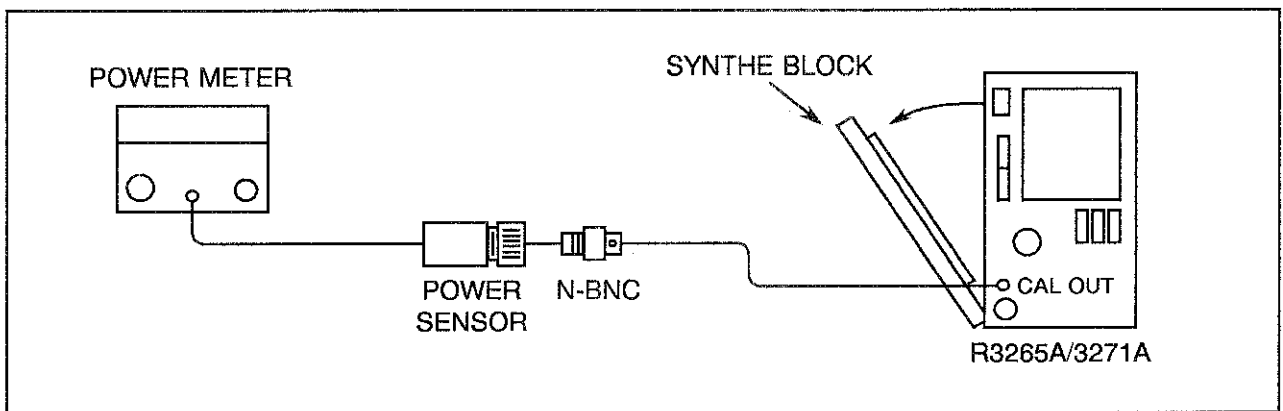 POWER METER
SYNTHE BLOCK
POWER
SENSOR
N-BNC
CAL OUT
R3265A/3271A